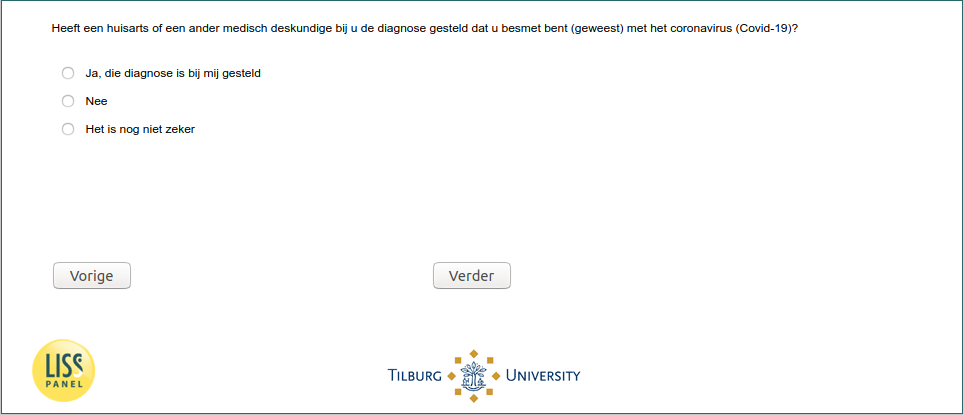 Heeft een huisarts of een ander medisch deskundige bij u de diagnose gesteld dat u besmet bent (geweest) met het coronavirus (Covid-19)?
Ja, die diagnose is bij mij gesteld
Nee
Het is nog niet zeker
Vorige
Verder
LISS
PANEL
TILBURG UNIVERSITY